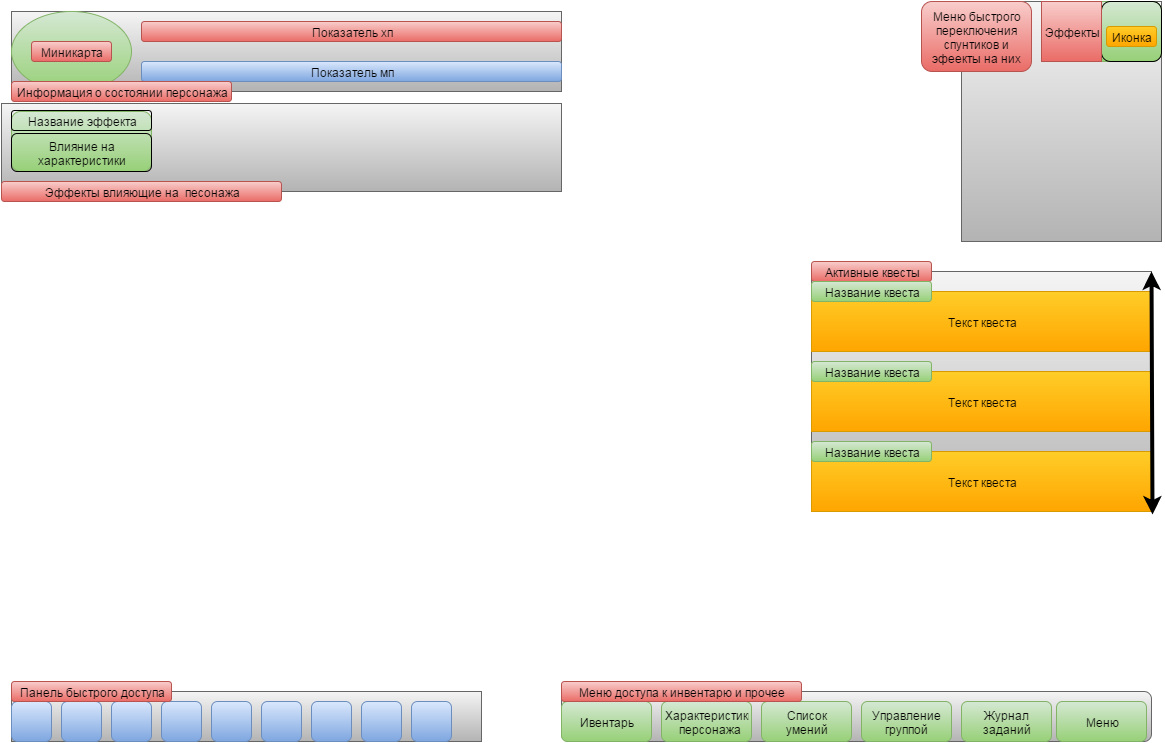 Миникарта
Показатель хп
Показатель мп
Информация о состоянии персонажа
Название эффекта
Влияние на
характеристики
Эффекты влияющие на песонажа
Меню быстрого
переключения
спунтиков и
эфеекты на них
Эффекты
Иконка
Активные квесты
Название квеста
Текст квеста
Название квеста
Текст квеста
Название квеста
Текст квеста
Панель быстрого доступа
Меню доступа к инвентарю и прочее
Ивентарь
Характеристик
персонажа
Список
умений
Управление
группой
Журнал
заданий
Меню